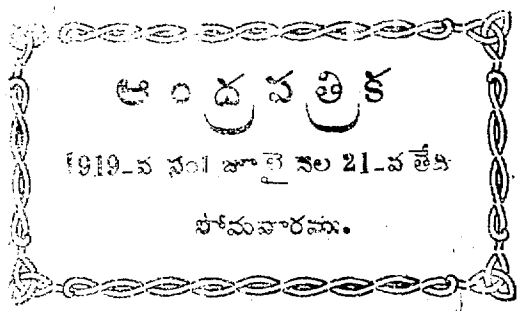 ఆంద్రపత్రిక
1919-వ సం॥ జూలై నెల 21-వ తేది
సోమవారము.